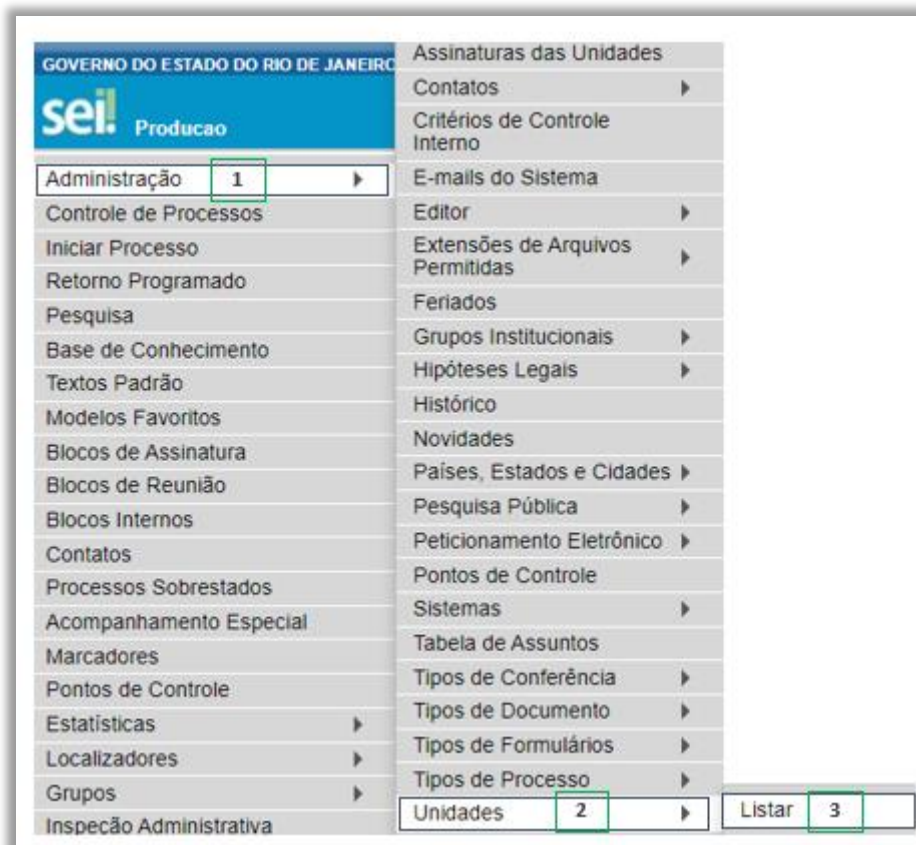 GOVERNO DO ESTADO DO RIO DE JANEIRO
sei! Producao
Administração 1
Controle de Processos
Iniciar Processo
Retorno Programado
Pesquisa
Base de Conhecimento
Textos Padrão
Modelos Favoritos
Blocos de Assinatura
Blocos de Reunião
Blocos Internos
Contatos
Processos Sobrestados
Acompanhamento Especial
Marcadores
Pontos de Controle
Estatísticas
Localizadores
Grupos
Inspeção Administrativa
Assinaturas das Unidades
Contatos
Critérios de Controle
Interno
E-mails do Sistema
Editor
Extensões de Arquivos
Permitidas
Feriados
Grupos Institucionais
Hipóteses Legais
Histórico
Novidades
Países, Estados e Cidades
Pesquisa Pública
Peticionamento Eletrônico
Pontos de Controle
Sistemas
Tabela de Assuntos
Tipos de Conferência
Tipos de Documento
Tipos de Formulários
Tipos de Processo
Unidades 2
Listar 3